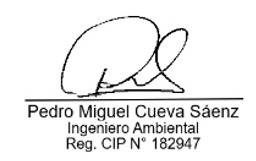 Pedro Miguel Cueva Sáenz
Ingeniero Ambiental
Reg. CIP N° 182947